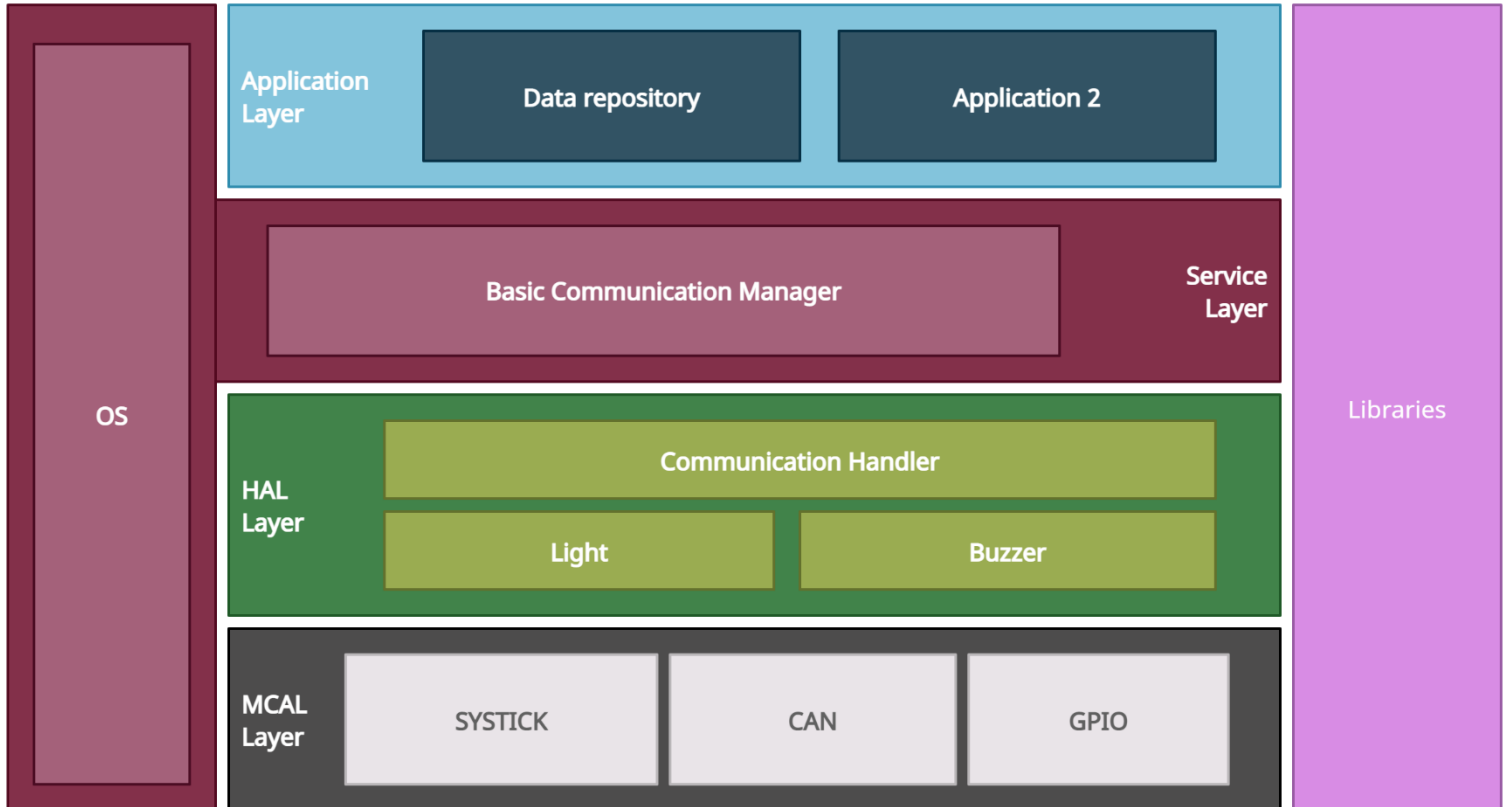 Application
Layer
Data repository
Application 2
Basic Communication Manager
Service
Layer
OS
Libraries
HAL
Layer
Communication Handler
Light
Buzzer
MCAL
Layer
SYSTICK
CAN
GPIO